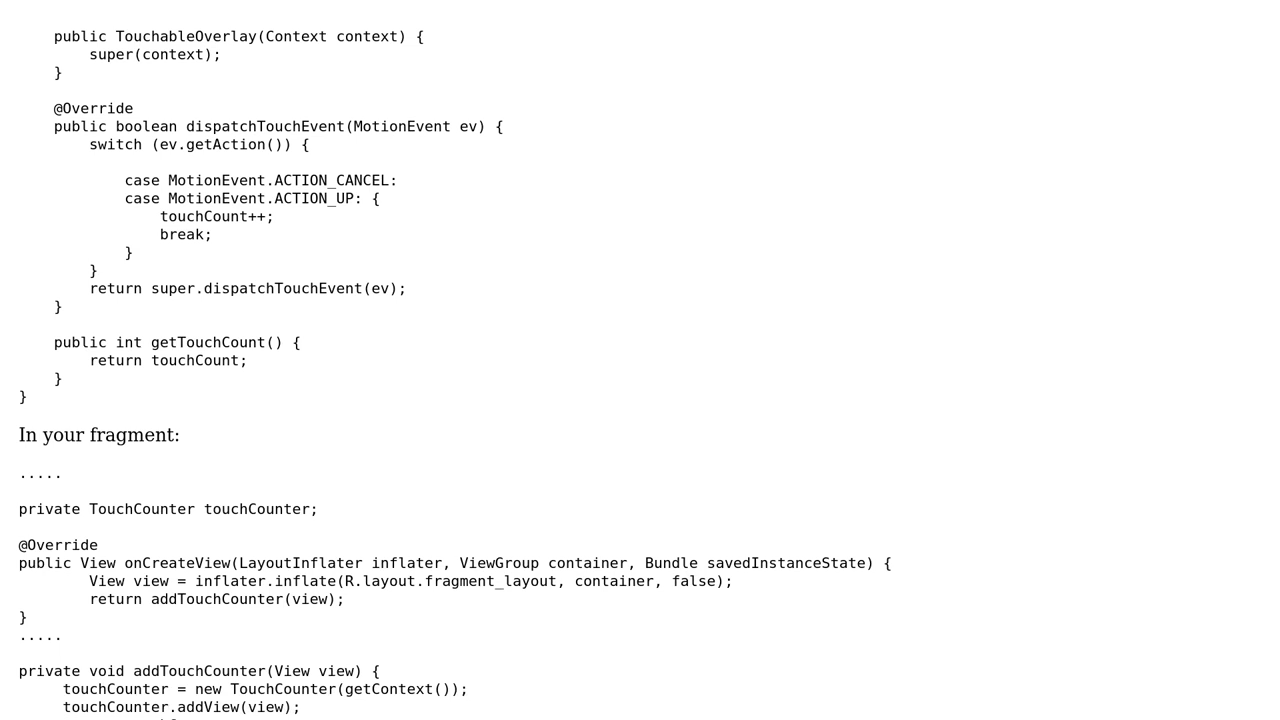 public TouchableOverlay(Context context) {
super(context);
}
@Override
public boolean dispatchTouchEvent(MotionEvent ev) {
switch (ev.getAction()) {
case MotionEvent.ACTION_CANCEL:
case MotionEvent.ACTION_UP: {
touchCount++;
break;
}
}
return super.dispatchTouchEvent(ev);
}
public int getTouchCount() {
return touchCount;
}
}
In your fragment:
.....
private TouchCounter touchCounter;
@Override
public View onCreateView(LayoutInflater inflater, ViewGroup container, Bundle savedInstanceState) {
View view = inflater.inflate(R.layout.fragment_layout, container, false);
return addTouchCounter(view);
}
.....
private void addTouchCounter(View view) {
touchCounter = new TouchCounter(getContext());
touchCounter.addView(view);